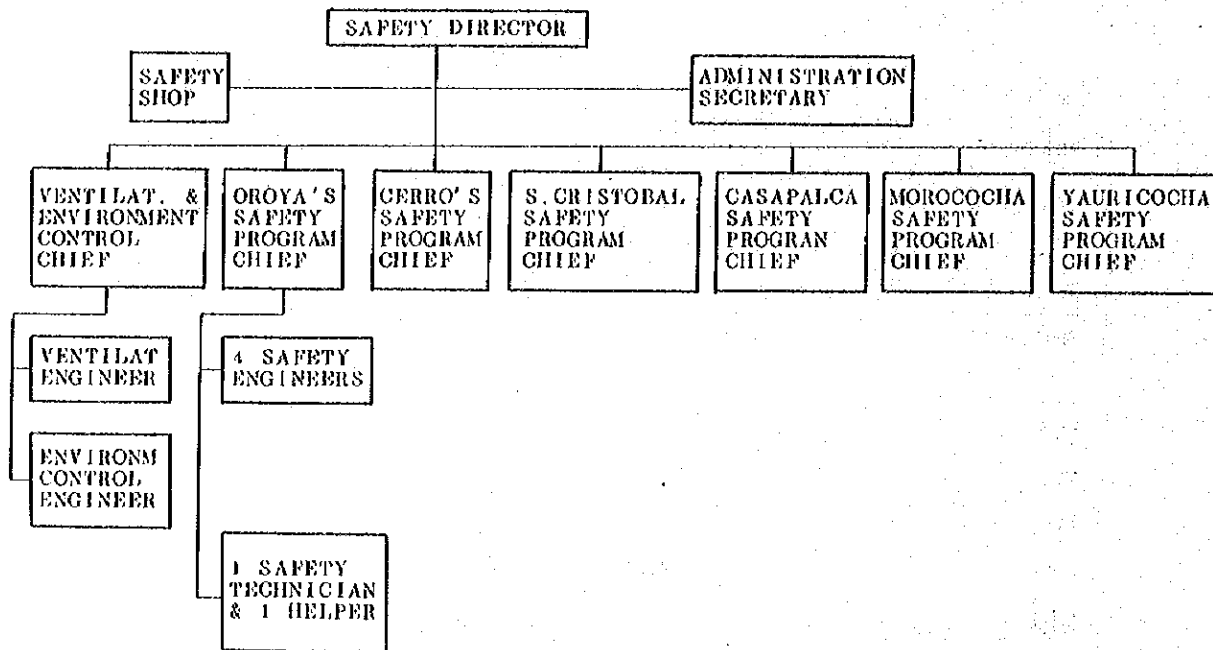 SAFETY DIRECTOR
SAFETY
SHOP
ADMINISTRATION
SECRETARY
VENTILAT. &
ENVIRONMENT
CONTROL
CHIEF
OROYA'S
SAFETY
PROGRAM
CHIEF
CERRO'S
SAFETY
PROGRAM
CHIEF
S. CRISTOBAL
SAFETY
PROGRAM
CHIEF
CASAPALCA
SAFETY
PROGRAN
CHIEF
MOROCOCHA
SAFETY
PROGRAM
CHIEF
YAURICOCHA
SAFETY
PROGRAM
CHIEF
VENTILAT
ENGINEER
4 SAFETY
ENGINEERS
ENVIRONM
CONTROL
ENGINEER
1 SAFETY
TECHNICIAN
& 1 HELPER